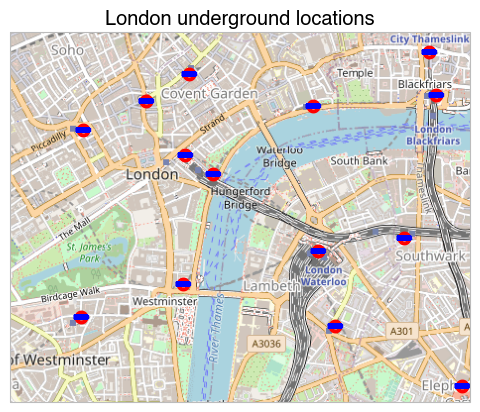 London underground locations
City Thameslink
Soho
Temple
Blackfriars
Covent Garden
Strand
Piccadilly
London
Blackfriars
Waterloo
Bridge
South Bank
London
Thameslink
Hungerford
Bridge
The Mall
St. James's
Park
Southwark
London
Waterloo
Lambeth
Birdcage Walk
Westminster
River Thames
A301
A3036
of Westminster